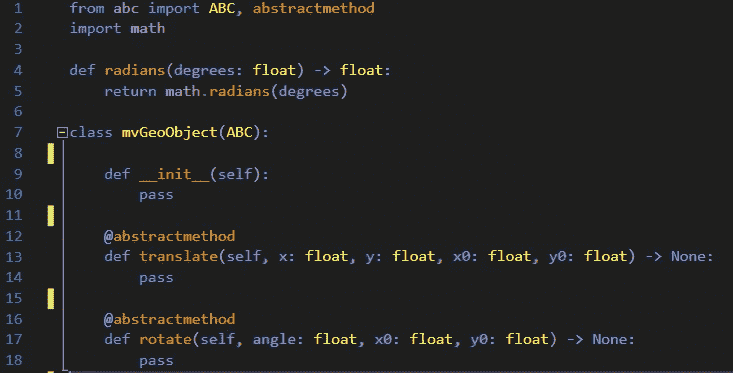 1 from abc import ABC, abstractmethod
2 import math
3
4 def radians(degrees: float) -> float:
5     return math.radians(degrees)
6
7 class mvGeoObject(ABC):
8
9     def __init__(self):
10         pass
11
12     @abstractmethod
13     def translate(self, x: float, y: float, x0: float, y0: float) -> None:
14         pass
15
16     @abstractmethod
17     def rotate(self, angle: float, x0: float, y0: float) -> None:
18         pass